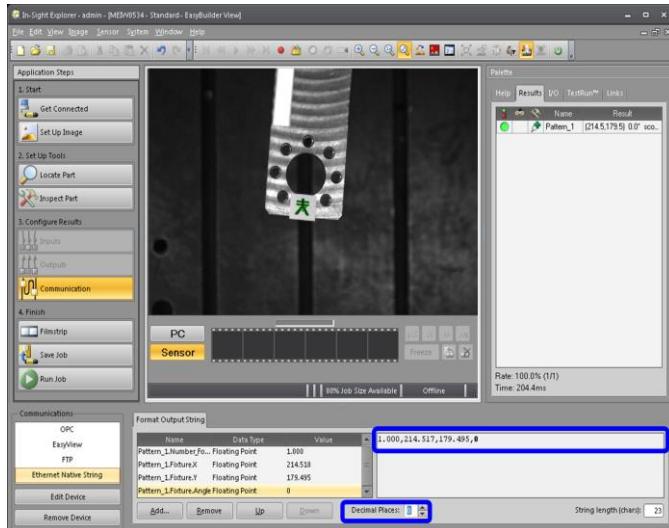 In-Sight Explorer - admin - [MEINV0534 - Standard - EasyBuilder View]
File Edit View Image Sensor System Window Help
Application Steps
1. Start
Get Connected
Set Up Image
2. Set Up Tools
Locate Part
Inspect Part
3. Configure Results
Inputs
Outputs
Communication
4. Finish
Filmstrip
Save Job
Run Job
PC
Sensor
Freeze
80% Job Size Available
Offline
Palette
Help Results I/O TestRun™ Links
Name Result
Pattern_1 (214.5,179.5) 0.0° sco...
Rate: 100.0% (1/1)
Time: 204.4ms
Communications
OPC
EasyView
FTP
Ethernet Native String
Edit Device
Remove Device
Format Output String
Name Data Type Value
Pattern_1.Number_Fo... Floating Point 1.000
Pattern_1.Fixture.X Floating Point 214.518
Pattern_1.Fixture.Y Floating Point 179.495
Pattern_1.Fixture.Angle Floating Point 0
Add... Remove Up Down
Decimal Places: 0
1.000,214.517,179.495,0
String length (chars): 23